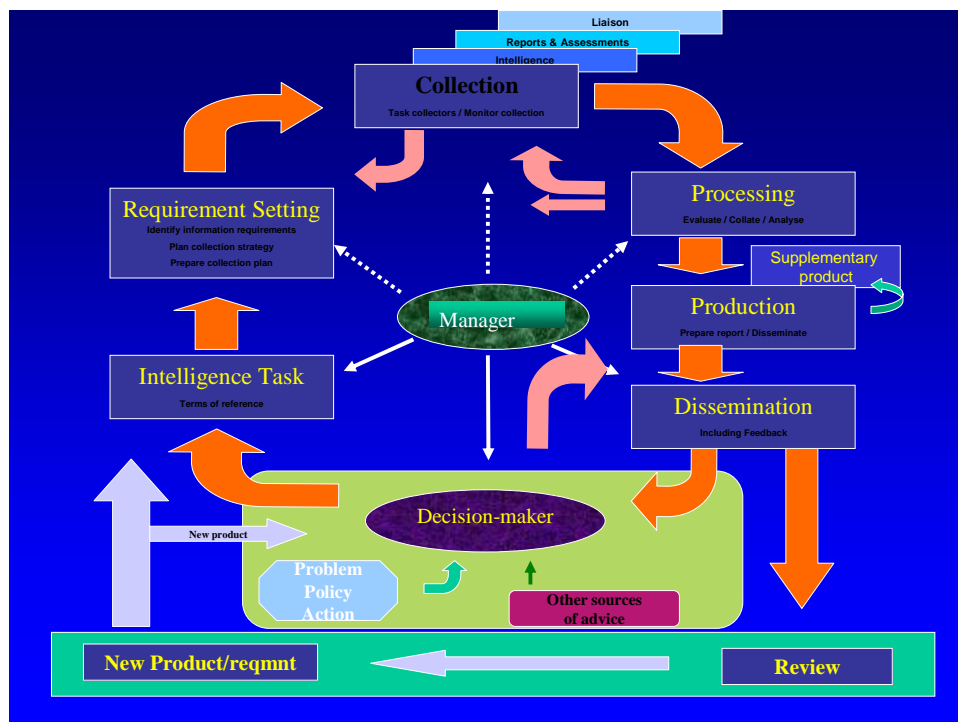 Liaison
Reports & Assessments
Intelligence
Collection
Task collectors / Monitor collection
Requirement Setting
Identify information requirements
Plan collection strategy
Prepare collection plan
Processing
Evaluate / Collate / Analyse
Supplementary
product
Production
Prepare report / Disseminate
Manager
Intelligence Task
Terms of reference
Dissemination
Including Feedback
Decision-maker
New product
Problem
Policy
Action
Other sources
of advice
New Product/reqmnt
Review